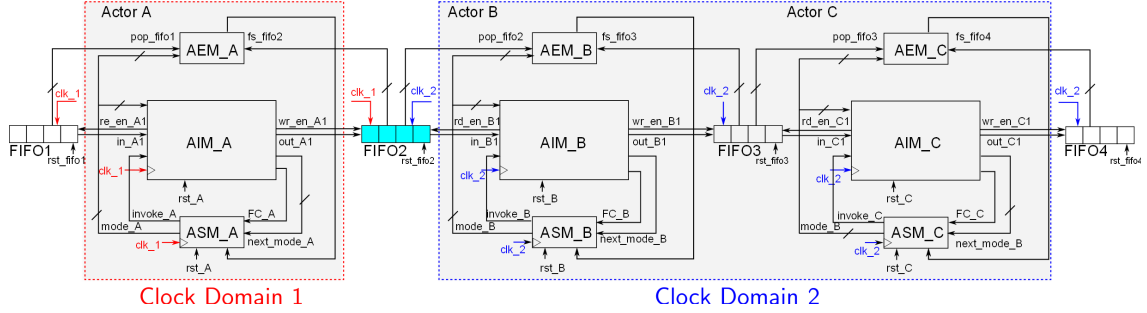 Actor A
Actor B
Actor C
pop_fifo1
AEM_A
fs_fifo2
pop_fifo2
AEM_B
fs_fifo3
pop_fifo3
AEM_C
fs_fifo4
clk_1
clk_1
clk_2
clk_2
clk_2
FIFO1
rst_fifo1
re_en_A1
in_A1
AIM_A
wr_en_A1
out_A1
FIFO2
rst_fifo2
rd_en_B1
in_B1
AIM_B
wr_en_B1
out_B1
FIFO3
rst_fifo3
rd_en_C1
in_C1
AIM_C
wr_en_C1
out_C1
FIFO4
rst_fifo4
clk_1
rst_A
clk_2
rst_B
clk_2
rst_C
invoke_A
FC_A
mode_A
ASM_A
next_mode_A
clk_1
rst_A
invoke_B
FC_B
mode_B
ASM_B
next_mode_B
clk_2
rst_B
invoke_C
FC_C
mode_B
ASM_C
next_mode_B
clk_2
rst_C
Clock Domain 1
Clock Domain 2